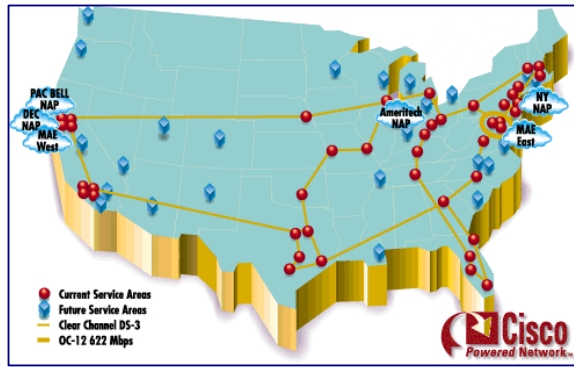 PAC BELL
NAP
DEC
NAP
MAE
West
Ameritech
NAP
NY
NAP
MAE
East
Current Service Areas
Future Service Areas
Clear Channel DS-3
OC-12 622 Mbps
Cisco
Powered Network™